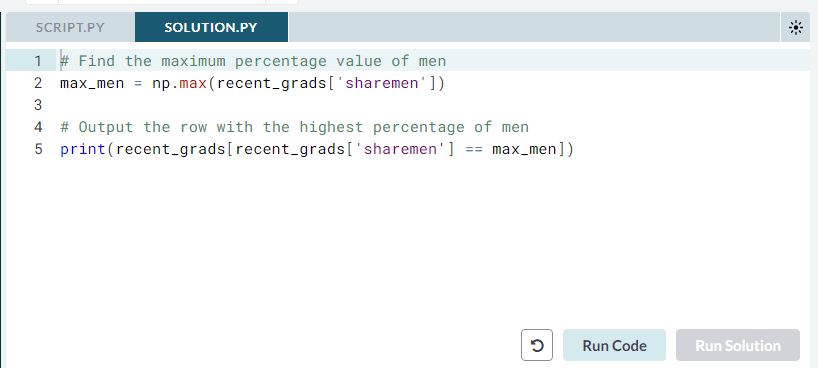 SCRIPT.PY SOLUTION.PY
1 # Find the maximum percentage value of men
2 max_men = np.max(recent_grads['sharemen'])
3
4 # Output the row with the highest percentage of men
5 print(recent_grads[recent_grads['sharemen'] == max_men])
Run Code Run Solution